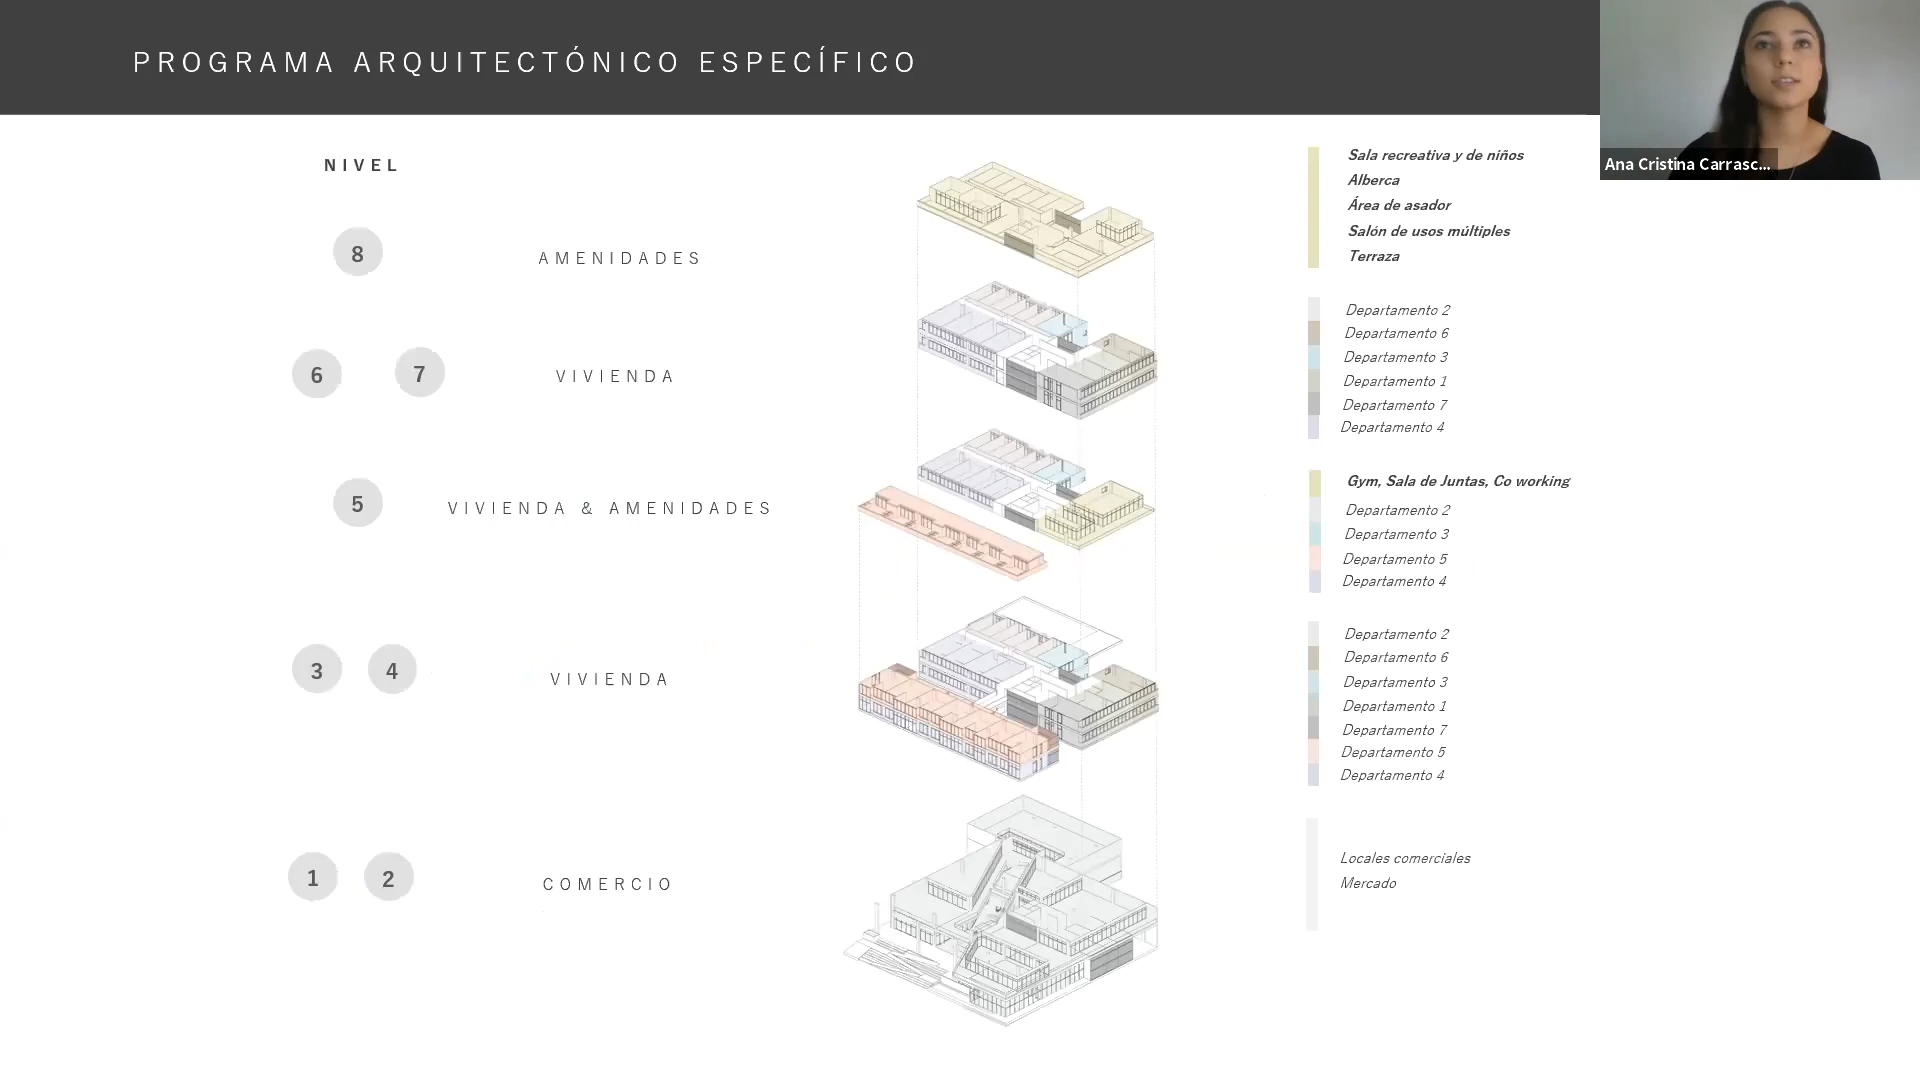 PROGRAMA ARQUITECTÓNICO ESPECÍFICO
Ana Cristina Carrasc...
NIVEL
8
AMENIDADES
Sala recreativa y de niños
Alberca
Área de asador
Salón de usos múltiples
Terraza
6 7
VIVIENDA
Departamento 2
Departamento 6
Departamento 3
Departamento 1
Departamento 7
Departamento 4
5
VIVIENDA & AMENIDADES
Gym, Sala de Juntas, Co working
Departamento 2
Departamento 3
Departamento 5
Departamento 4
3 4
VIVIENDA
Departamento 2
Departamento 6
Departamento 3
Departamento 1
Departamento 7
Departamento 5
Departamento 4
1 2
COMERCIO
Locales comerciales
Mercado